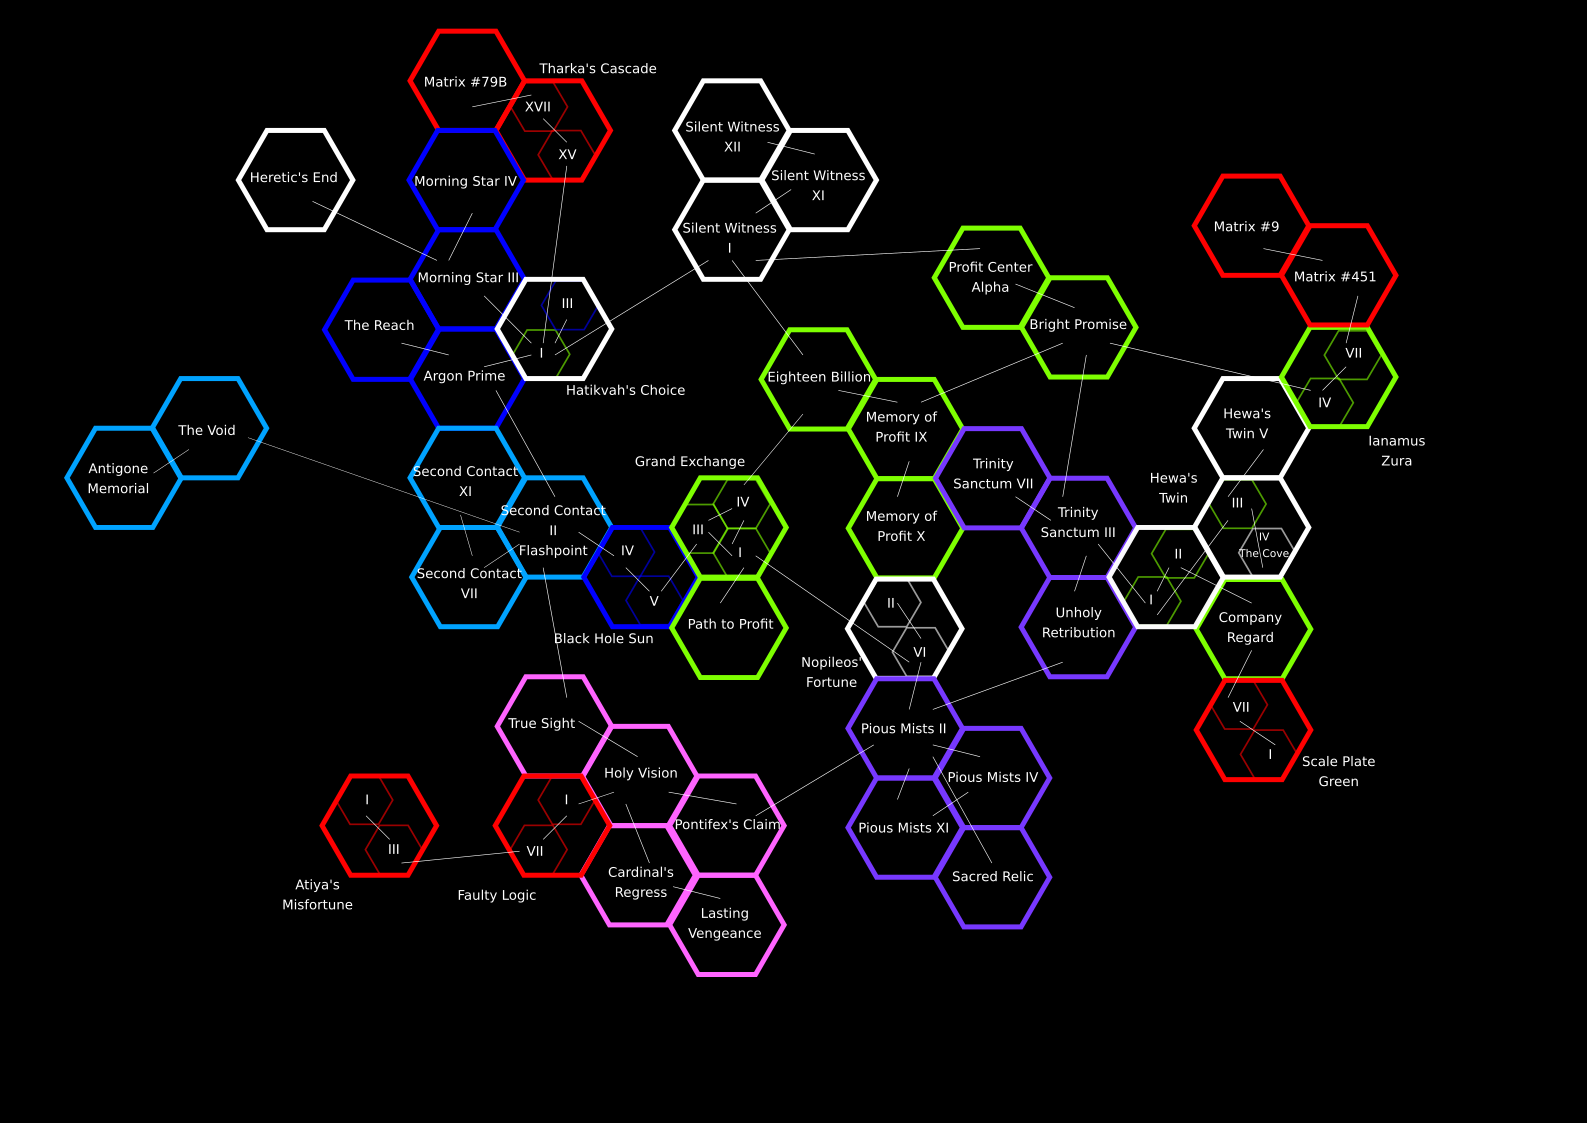 Tharka's Cascade
Matrix #79B
XVII
XV
Silent Witness
XII
Silent Witness
XI
Silent Witness
I
Heretic's End
Morning Star IV
Morning Star III
III
I
Hatikvah's Choice
The Reach
Argon Prime
Matrix #9
Matrix #451
Profit Center
Alpha
Bright Promise
VII
IV
Ianamus
Zura
Eighteen Billion
Memory of
Profit IX
Memory of
Profit X
Hewa's
Twin V
The Void
Antigone
Memorial
Second Contact
XI
Second Contact
II
Flashpoint
Second Contact
VII
Grand Exchange
IV
III
I
IV
V
Black Hole Sun
Path to Profit
Trinity
Sanctum VII
Trinity
Sanctum III
Hewa's
Twin
III
IV
The Cove
II
I
Unholy
Retribution
Company
Regard
II
VI
Nopileos'
Fortune
VII
I
Scale Plate
Green
True Sight
Holy Vision
Pious Mists II
Pious Mists IV
Pious Mists XI
Sacred Relic
I
III
Atiya's
Misfortune
I
VII
Faulty Logic
Pontifex's Claim
Cardinal's
Regress
Lasting
Vengeance